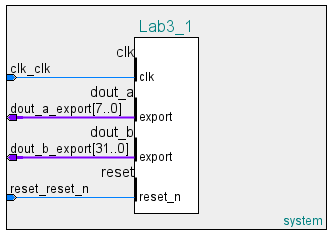 Lab3_1
clk
clk_clk
clk
dout_a
dout_a_export[7..0]
export
dout_b
dout_b_export[31..0]
export
reset
reset_reset_n
reset_n
system